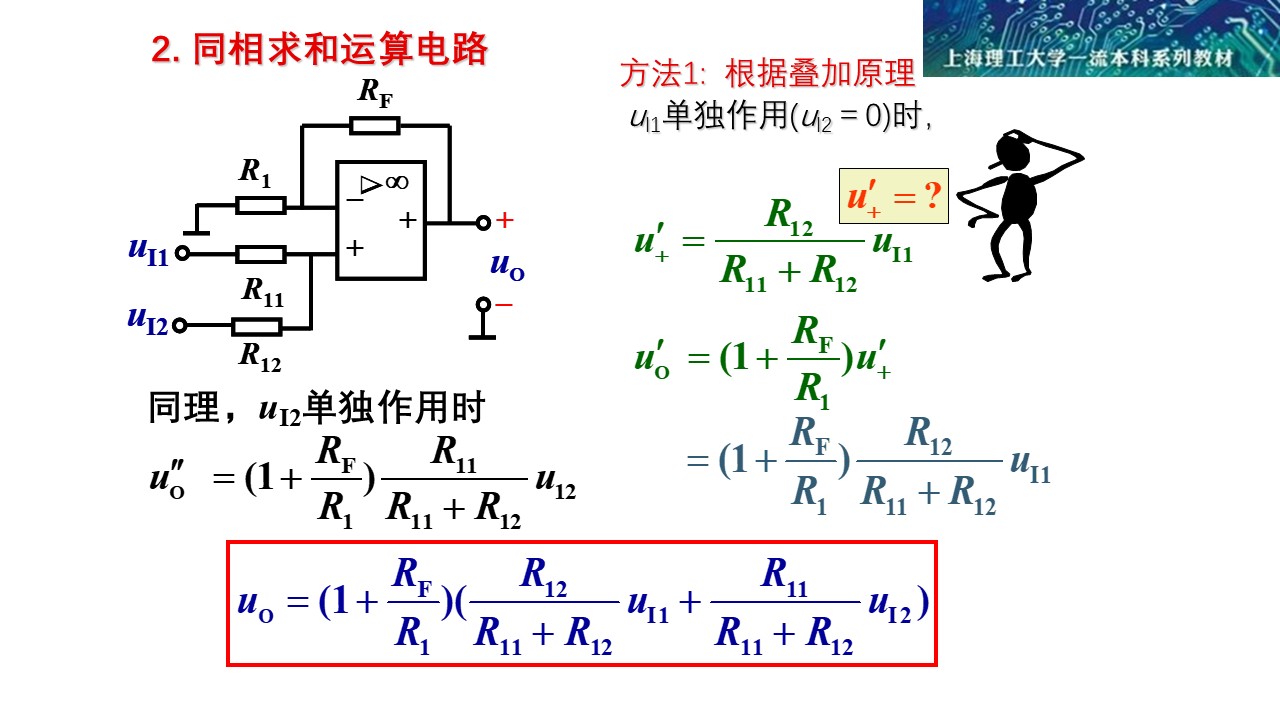 2. 同相求和运算电路
上海理工大学一流本科系列教材
方法1: 根据叠加原理
uI1单独作用(uI2 = 0)时,
RF
R1
▷∞
−
+
+
+
uI1
R11
uO
uI2
−
R12
u′+ = ?
u′+ = R12 / (R11 + R12) uI1
u′O = (1 + RF / R1)u′+
= (1 + RF / R1) R12 / (R11 + R12) uI1
同理，uI2单独作用时
u″O = (1 + RF / R1) R11 / (R11 + R12) u12
uO = (1 + RF / R1)(R12 / (R11 + R12) uI1 + R11 / (R11 + R12) uI2)